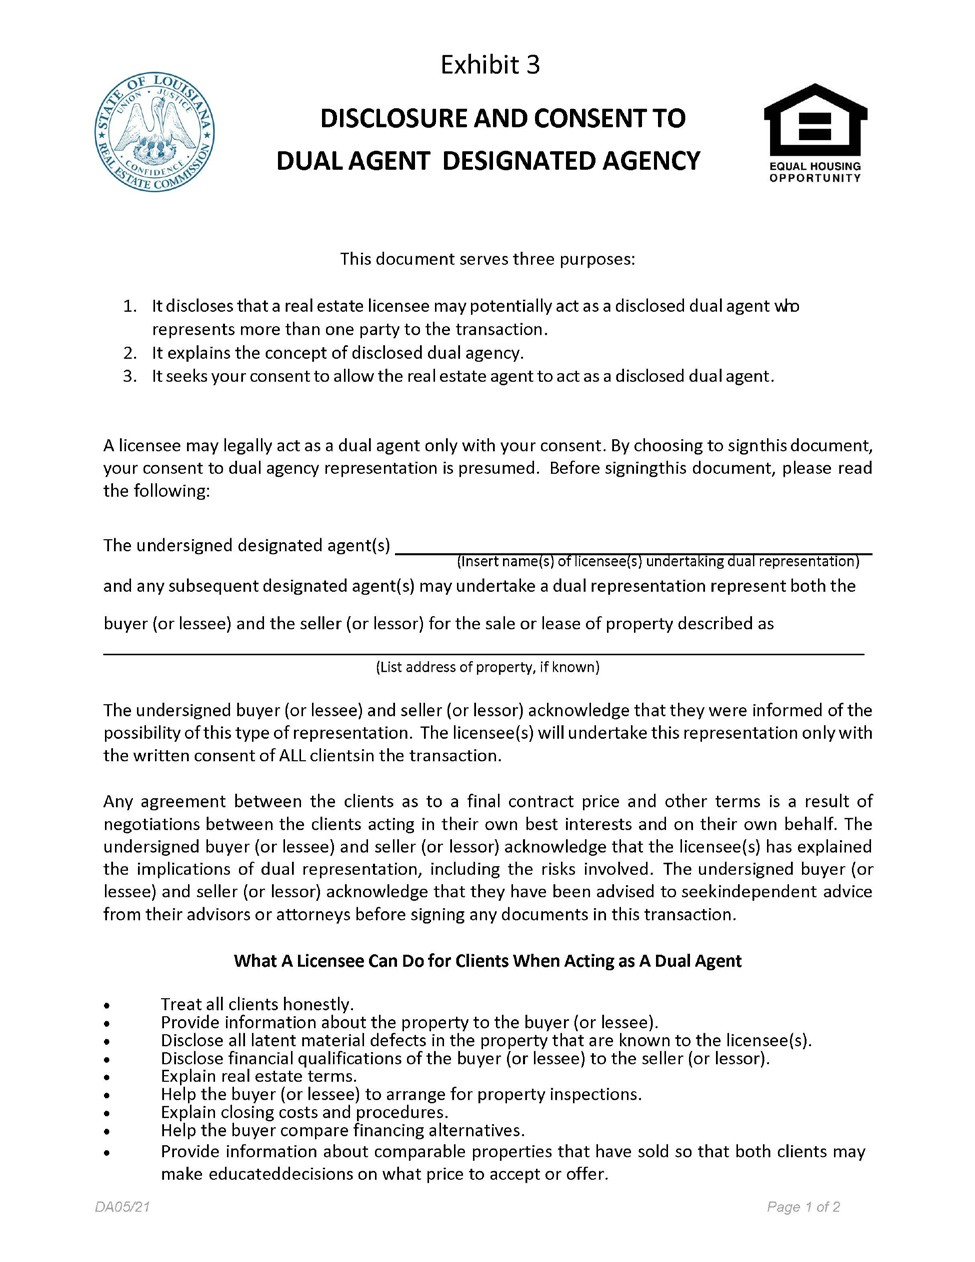 Exhibit 3
STATE OF LOUISIANA
UNION · JUSTICE
· CONFIDENCE ·
REAL ESTATE COMMISSION
DISCLOSURE AND CONSENT TO
DUAL AGENT DESIGNATED AGENCY
EQUAL HOUSING
OPPORTUNITY
This document serves three purposes:
1. It discloses that a real estate licensee may potentially act as a disclosed dual agent who
represents more than one party to the transaction.
2. It explains the concept of disclosed dual agency.
3. It seeks your consent to allow the real estate agent to act as a disclosed dual agent.
A licensee may legally act as a dual agent only with your consent. By choosing to signthis document,
your consent to dual agency representation is presumed. Before signingthis document, please read
the following:
The undersigned designated agent(s)
(Insert name(s) of licensee(s) undertaking dual representation)
and any subsequent designated agent(s) may undertake a dual representation represent both the
buyer (or lessee) and the seller (or lessor) for the sale or lease of property described as
(List address of property, if known)
The undersigned buyer (or lessee) and seller (or lessor) acknowledge that they were informed of the
possibility of this type of representation. The licensee(s) will undertake this representation only with
the written consent of ALL clientsin the transaction.
Any agreement between the clients as to a final contract price and other terms is a result of
negotiations between the clients acting in their own best interests and on their own behalf. The
undersigned buyer (or lessee) and seller (or lessor) acknowledge that the licensee(s) has explained
the implications of dual representation, including the risks involved. The undersigned buyer (or
lessee) and seller (or lessor) acknowledge that they have been advised to seekindependent advice
from their advisors or attorneys before signing any documents in this transaction.
What A Licensee Can Do for Clients When Acting as A Dual Agent
• Treat all clients honestly.
• Provide information about the property to the buyer (or lessee).
• Disclose all latent material defects in the property that are known to the licensee(s).
• Disclose financial qualifications of the buyer (or lessee) to the seller (or lessor).
• Explain real estate terms.
• Help the buyer (or lessee) to arrange for property inspections.
• Explain closing costs and procedures.
• Help the buyer compare financing alternatives.
• Provide information about comparable properties that have sold so that both clients may
make educateddecisions on what price to accept or offer.
DA05/21
Page 1 of 2